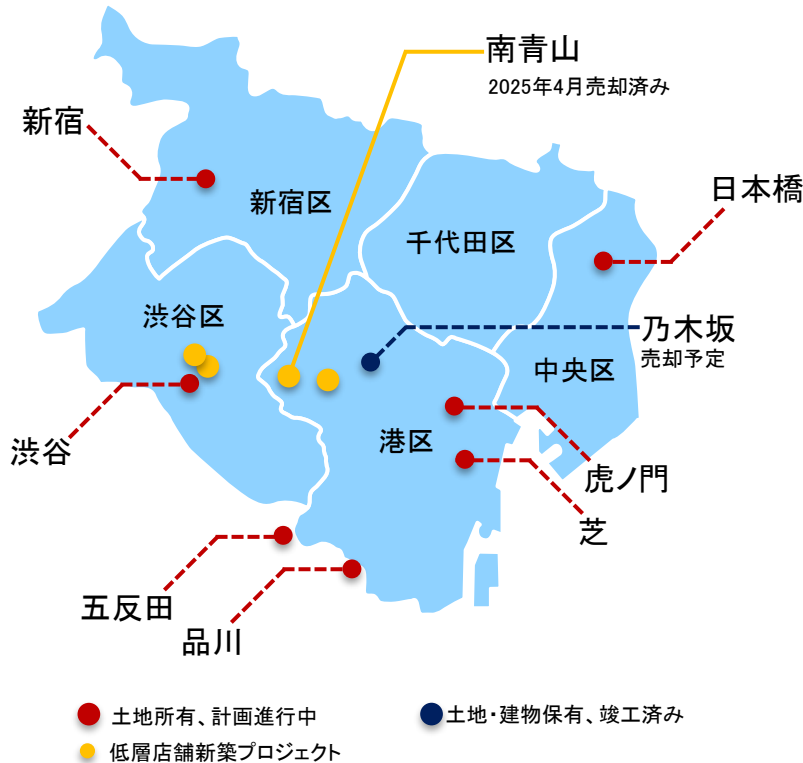 南青山
2025年4月売却済み
新宿
日本橋
新宿区
千代田区
渋谷区
乃木坂
売却予定
中央区
港区
渋谷
虎ノ門
芝
五反田
品川
土地所有、計画進行中
土地・建物保有、竣工済み
低層店舗新築プロジェクト